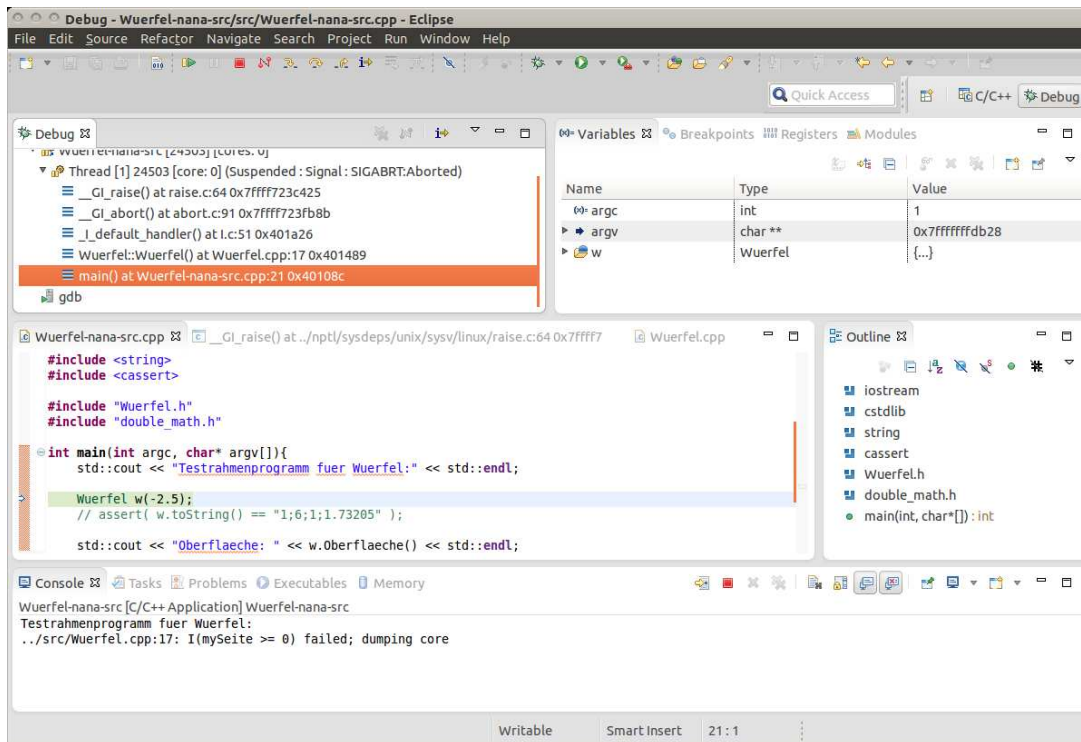 Debug - Wuerfel-nana-src/src/Wuerfel-nana-src.cpp - Eclipse
File Edit Source Refactor Navigate Search Project Run Window Help
Quick Access
C/C++
Debug
Debug
Wuerfel-nana-src [24503] [cores: 0]
Thread [1] 24503 [core: 0] (Suspended : Signal : SIGABRT:Aborted)
__GI_raise() at raise.c:64 0x7ffff723c425
__GI_abort() at abort.c:91 0x7ffff723fb8b
_I_default_handler() at I.c:51 0x401a26
Wuerfel::Wuerfel() at Wuerfel.cpp:17 0x401489
main() at Wuerfel-nana-src.cpp:21 0x40108c
gdb
Variables Breakpoints Registers Modules
Name Type Value
argc int 1
argv char ** 0x7fffffffdb28
w Wuerfel {...}
Wuerfel-nana-src.cpp __GI_raise() at ../nptl/sysdeps/unix/sysv/linux/raise.c:64 0x7ffff7 Wuerfel.cpp
#include <string>
#include <cassert>
#include "Wuerfel.h"
#include "double_math.h"
int main(int argc, char* argv[]){
std::cout << "Testrahmenprogramm fuer Wuerfel:" << std::endl;
Wuerfel w(-2.5);
// assert( w.toString() == "1;6;1;1.73205" );
std::cout << "Oberflaeche: " << w.Oberflaeche() << std::endl;
Outline
iostream
cstdlib
string
cassert
Wuerfel.h
double_math.h
main(int, char*[]) : int
Console Tasks Problems Executables Memory
Wuerfel-nana-src [C/C++ Application] Wuerfel-nana-src
Testrahmenprogramm fuer Wuerfel:
../src/Wuerfel.cpp:17: I(mySeite >= 0) failed; dumping core
Writable Smart Insert 21 : 1